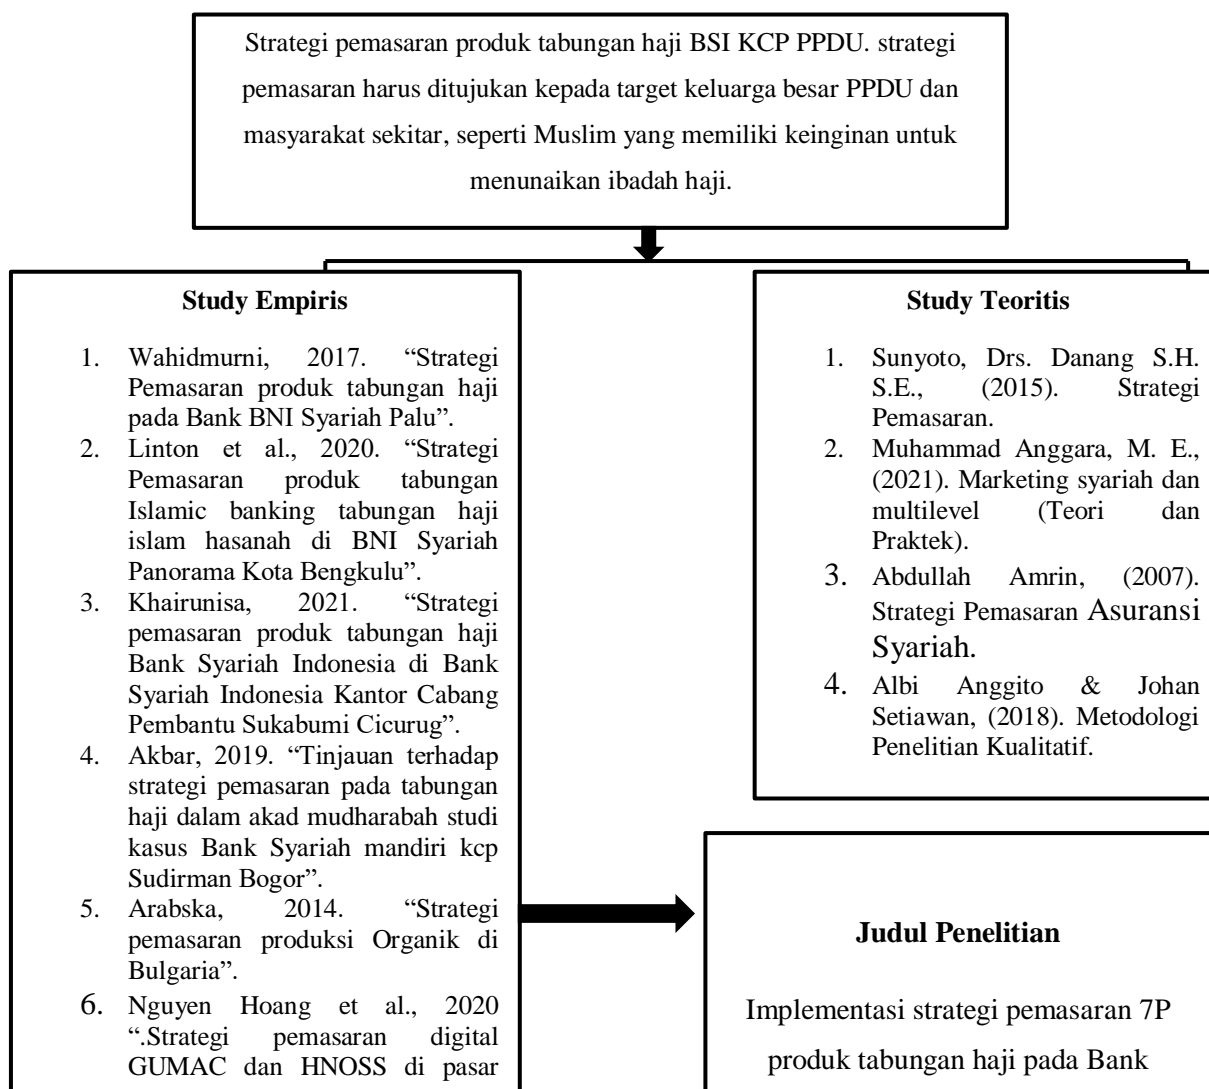 Strategi pemasaran produk tabungan haji BSI KCP PPDU. strategi
pemasaran harus ditujukan kepada target keluarga besar PPDU dan
masyarakat sekitar, seperti Muslim yang memiliki keinginan untuk
menunaikan ibadah haji.
Study Empiris
1. Wahidmurni, 2017. “Strategi
Pemasaran produk tabungan haji
pada Bank BNI Syariah Palu”.
2. Linton et al., 2020. “Strategi
Pemasaran produk tabungan
Islamic banking tabungan haji
islam hasanah di BNI Syariah
Panorama Kota Bengkulu”.
3. Khairunisa, 2021. “Strategi
pemasaran produk tabungan haji
Bank Syariah Indonesia di Bank
Syariah Indonesia Kantor Cabang
Pembantu Sukabumi Cicurug”.
4. Akbar, 2019. “Tinjauan terhadap
strategi pemasaran pada tabungan
haji dalam akad mudharabah studi
kasus Bank Syariah mandiri kcp
Sudirman Bogor”.
5. Arabska, 2014. “Strategi
pemasaran produksi Organik di
Bulgaria”.
6. Nguyen Hoang et al., 2020
“.Strategi pemasaran digital
GUMAC dan HNOSS di pasar
Study Teoritis
1. Sunyoto, Drs. Danang S.H.
S.E., (2015). Strategi
Pemasaran.
2. Muhammad Anggara, M. E.,
(2021). Marketing syariah dan
multilevel (Teori dan
Praktek).
3. Abdullah Amrin, (2007).
Strategi Pemasaran Asuransi
Syariah.
4. Albi Anggito & Johan
Setiawan, (2018). Metodologi
Penelitian Kualitatif.
Judul Penelitian
Implementasi strategi pemasaran 7P
produk tabungan haji pada Bank